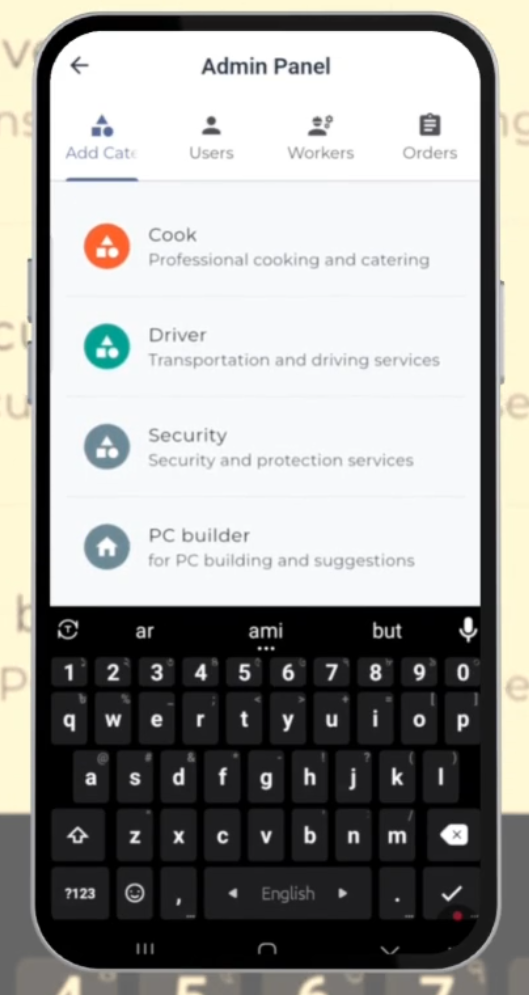 Admin Panel
Add Cate
Users
Workers
Orders
Cook
Professional cooking and catering
Driver
Transportation and driving services
Security
Security and protection services
PC builder
for PC building and suggestions
ar
ami
but
1 2 3 4 5 6 7 8 9 0
q w e r t y u i o p
a s d f g h j k l
z x c v b n m
?123
,
English
.